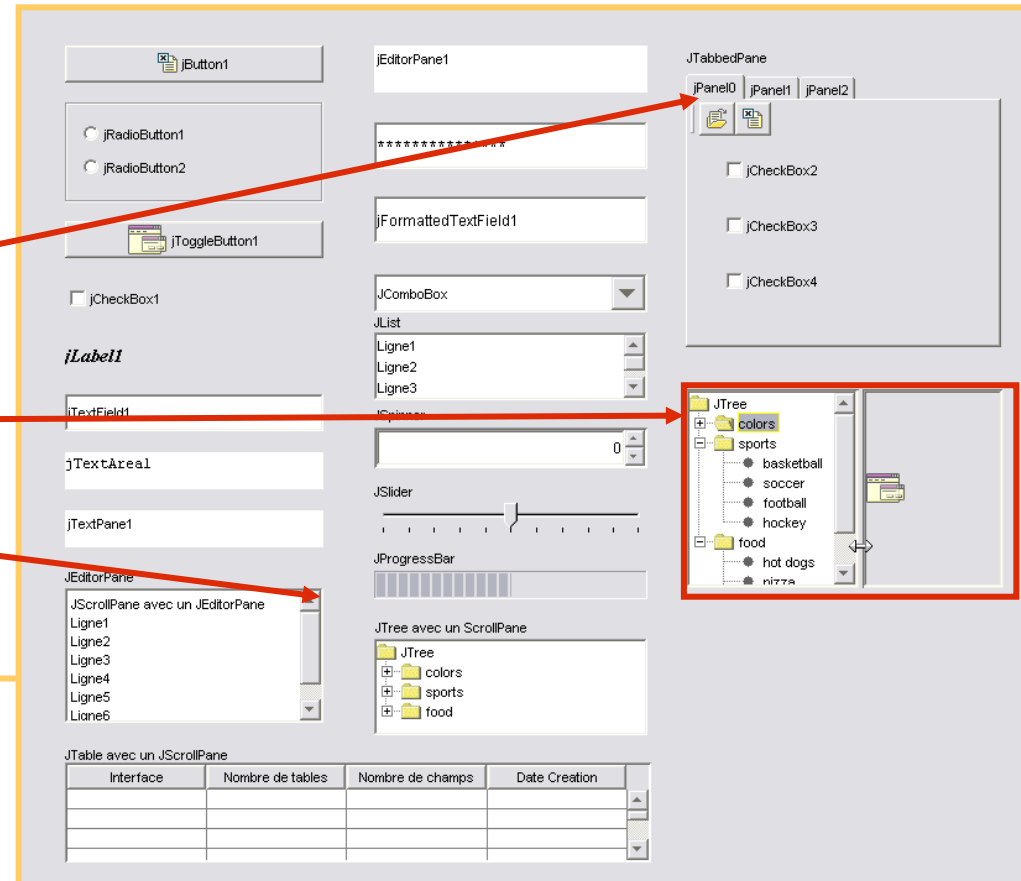 jButton1
jRadioButton1
jRadioButton2
jToggleButton1
jCheckBox1
jLabel1
jTextField1
jTextArea1
jTextPane1
JEditorPane
JScrollPane avec un JEditorPane
Ligne1
Ligne2
Ligne3
Ligne4
Ligne5
Ligne6
jEditorPane1
***************
jFormattedTextField1
JComboBox
JList
Ligne1
Ligne2
Ligne3
JSpinner
0
JSlider
JProgressBar
JTree avec un ScrollPane
JTree
colors
sports
food
JTabbedPane
jPanel0 jPanel1 jPanel2
jCheckBox2
jCheckBox3
jCheckBox4
JTree
colors
sports
basketball
soccer
football
hockey
food
hot dogs
pizza
JTable avec un JScrollPane
Interface Nombre de tables Nombre de champs Date Creation